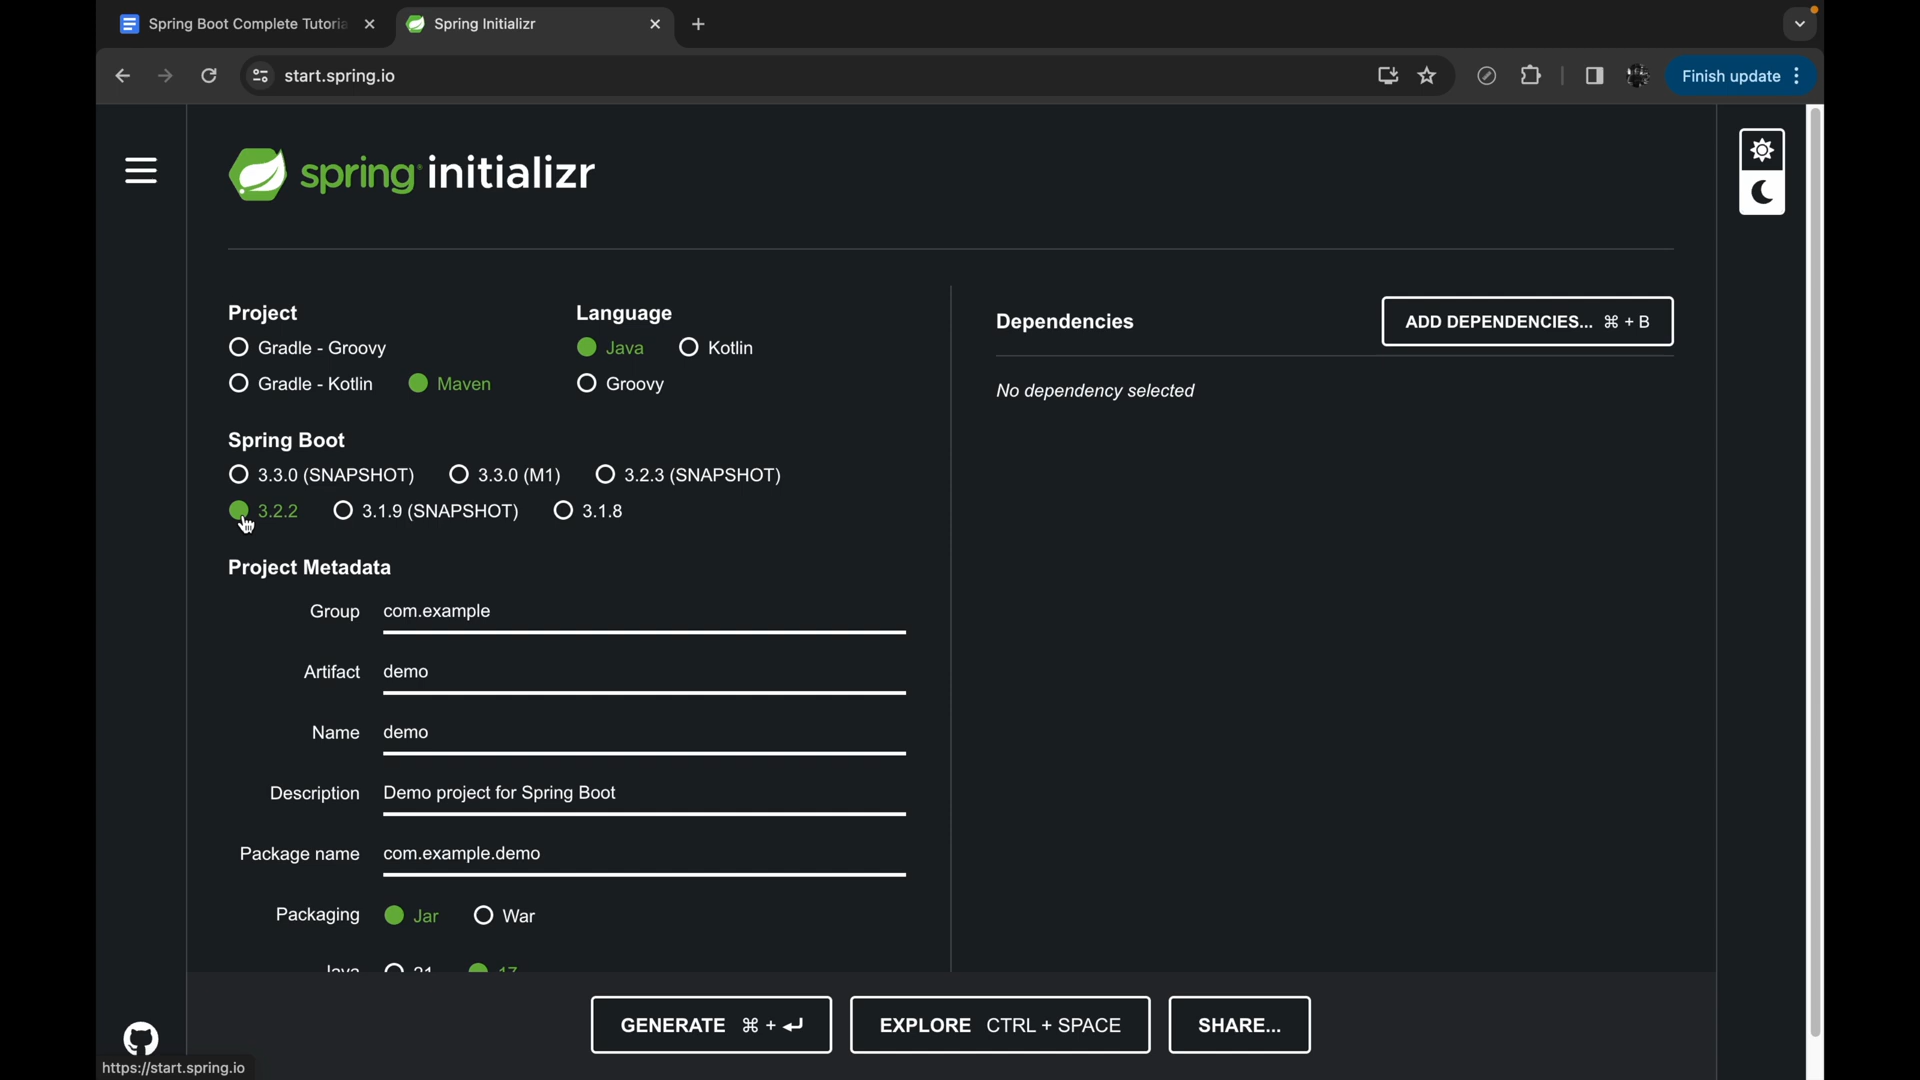 Spring Boot Complete Tutoria
Spring Initializr
start.spring.io
Finish update
spring initializr
Project
Language
Gradle - Groovy
Java
Kotlin
Gradle - Kotlin
Maven
Groovy
Spring Boot
3.3.0 (SNAPSHOT)
3.3.0 (M1)
3.2.3 (SNAPSHOT)
3.2.2
3.1.9 (SNAPSHOT)
3.1.8
Project Metadata
Group com.example
Artifact demo
Name demo
Description Demo project for Spring Boot
Package name com.example.demo
Packaging Jar War
Java 21 17
Dependencies
ADD DEPENDENCIES... ⌘ + B
No dependency selected
GENERATE ⌘ + ↵
EXPLORE CTRL + SPACE
SHARE...
https://start.spring.io